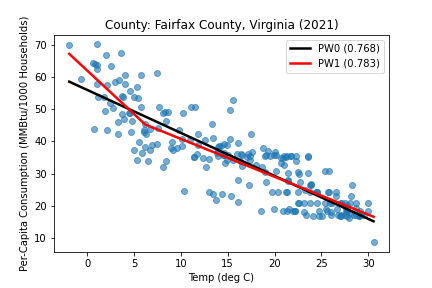 County: Fairfax County, Virginia (2021)
PW0 (0.768)
PW1 (0.783)
Per-Capita Consumption (MMBtu/1000 Households)
70
60
50
40
30
20
10
0 5 10 15 20 25 30
Temp (deg C)